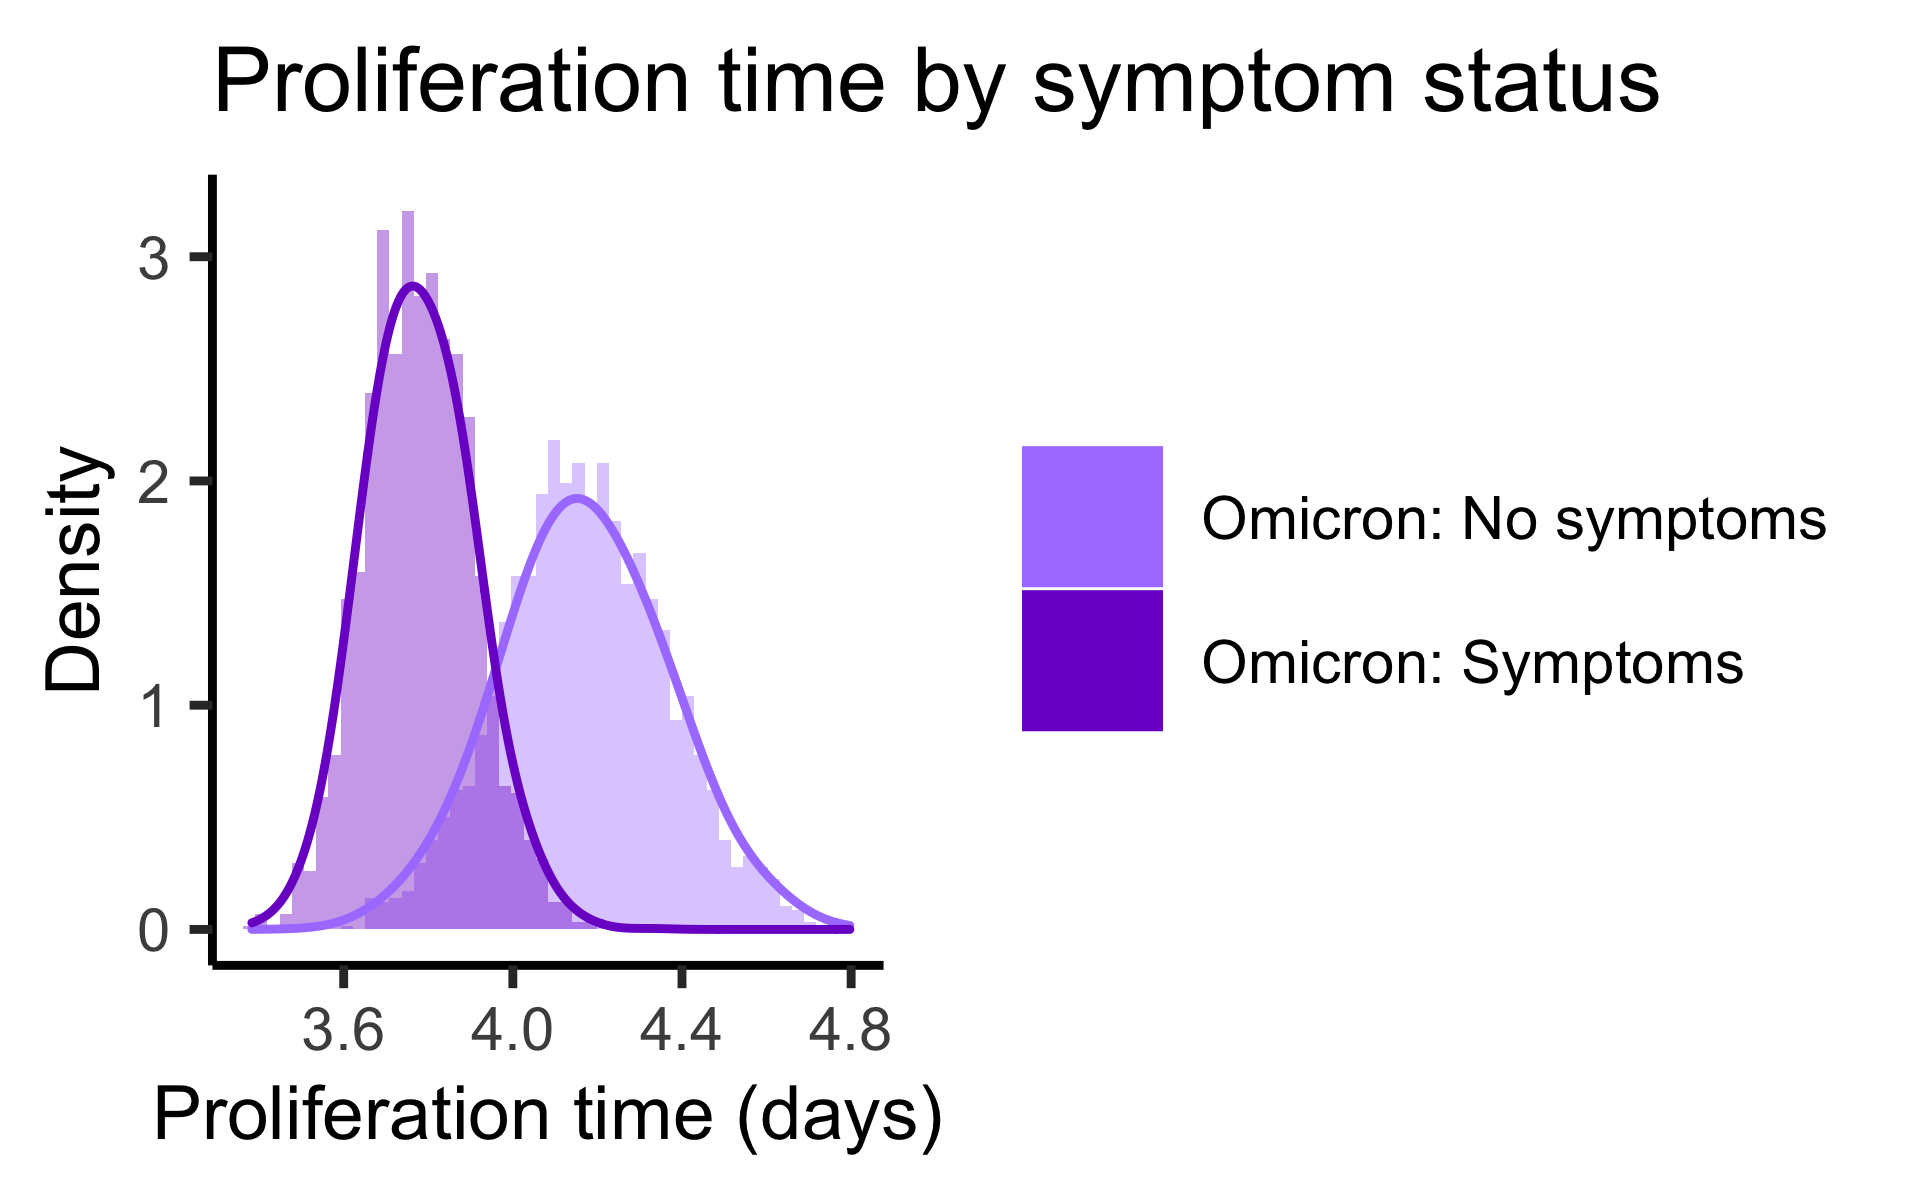 Proliferation time by symptom status
Density
3
2
1
0
3.6 4.0 4.4 4.8
Proliferation time (days)
Omicron: No symptoms
Omicron: Symptoms